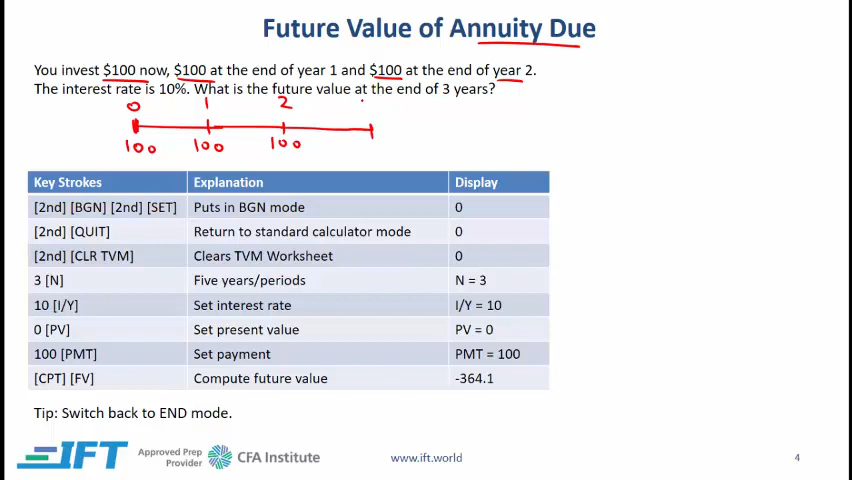 Future Value of Annuity Due
You invest $100 now, $100 at the end of year 1 and $100 at the end of year 2.
The interest rate is 10%. What is the future value at the end of 3 years?
0 1 2
100 100 100
Key Strokes Explanation Display
[2nd] [BGN] [2nd] [SET] Puts in BGN mode 0
[2nd] [QUIT] Return to standard calculator mode 0
[2nd] [CLR TVM] Clears TVM Worksheet 0
3 [N] Five years/periods N = 3
10 [I/Y] Set interest rate I/Y = 10
0 [PV] Set present value PV = 0
100 [PMT] Set payment PMT = 100
[CPT] [FV] Compute future value -364.1
Tip: Switch back to END mode.
IFT Approved Prep Provider CFA Institute www.ift.world 4